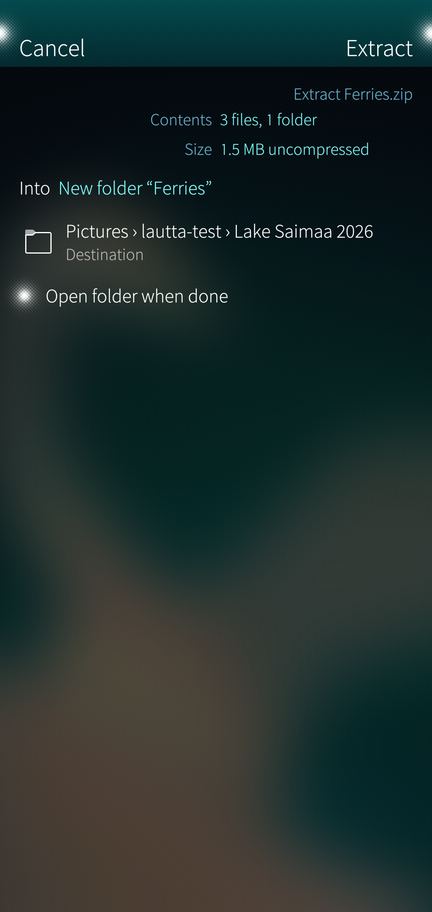 Cancel
Extract
Extract Ferries.zip
Contents 3 files, 1 folder
Size 1.5 MB uncompressed
Into New folder “Ferries”
Pictures › lautta-test › Lake Saimaa 2026
Destination
Open folder when done